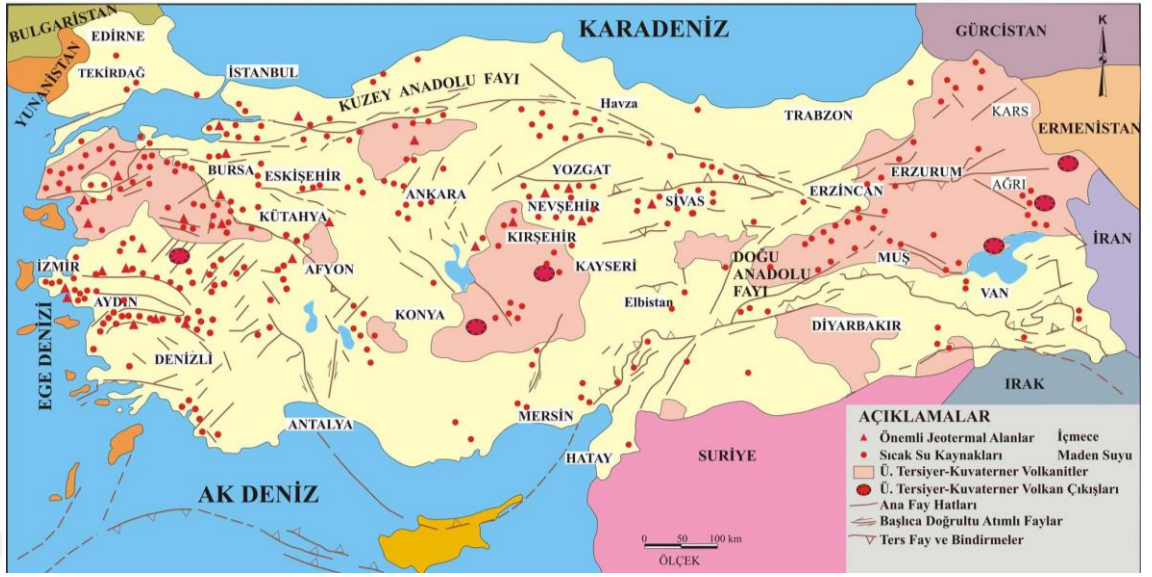 BULGARİSTAN
EDİRNE
KARADENİZ
GÜRCİSTAN
K
TEKİRDAĞ
İSTANBUL
YUNANİSTAN
KUZEY ANADOLU FAYI
Havza
TRABZON
KARS
ERMENİSTAN
BURSA
ESKİŞEHİR
YOZGAT
ERZURUM
ANKARA
NEVŞEHİR
SİVAS
ERZİNCAN
AĞRI
KÜTAHYA
KIRŞEHİR
İRAN
İZMİR
AFYON
KAYSERİ
DOĞU
ANADOLU
FAYI
MUŞ
VAN
AYDIN
KONYA
Elbistan
DİYARBAKIR
EGE DENİZİ
DENİZLİ
IRAK
ANTALYA
MERSİN
HATAY
SURİYE
AK DENİZ
AÇIKLAMALAR
Önemli Jeotermal Alanlar İçmece
Sıcak Su Kaynakları Maden Suyu
Ü. Tersiyer-Kuvaterner Volkanitler
Ü. Tersiyer-Kuvaterner Volkan Çıkışları
Ana Fay Hatları
Başlıca Doğrultu Atımlı Faylar
Ters Fay ve Bindirmeler
0 50 100 km
ÖLÇEK